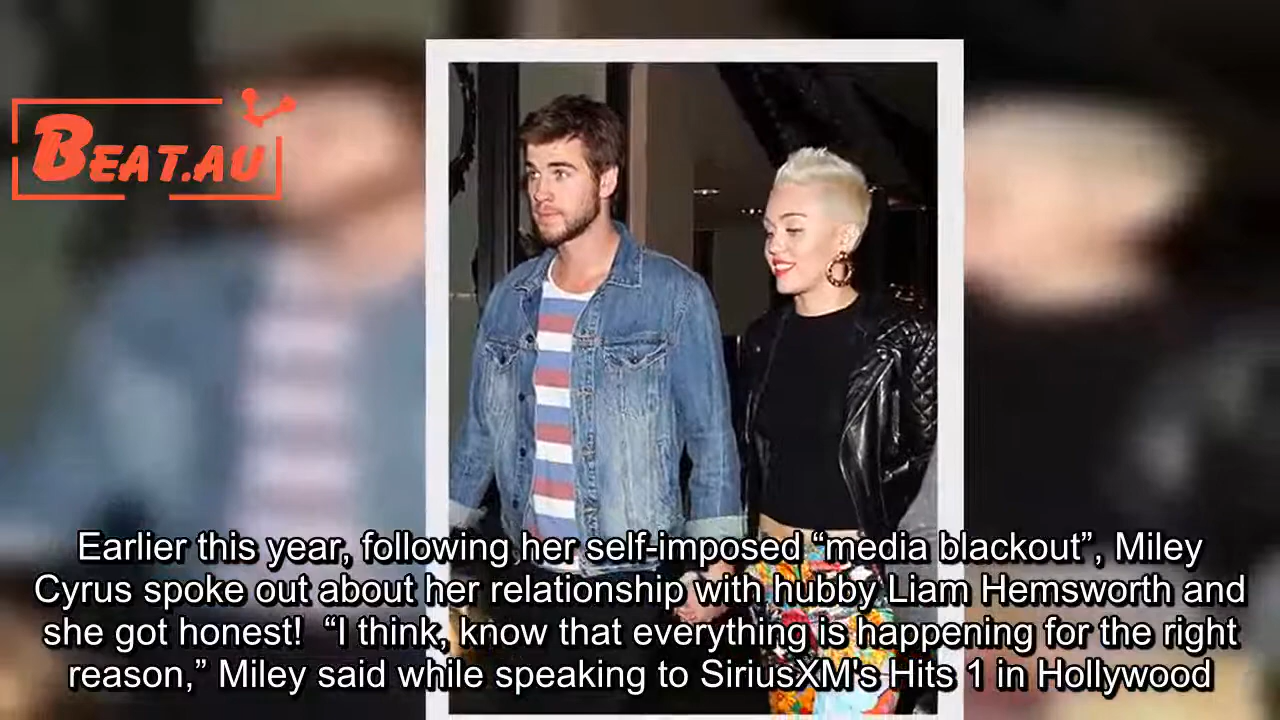 BEAT.AU
Earlier this year, following her self-imposed “media blackout”, Miley
Cyrus spoke out about her relationship with hubby Liam Hemsworth and
she got honest!  “I think, know that everything is happening for the right
reason,” Miley said while speaking to SiriusXM's Hits 1 in Hollywood